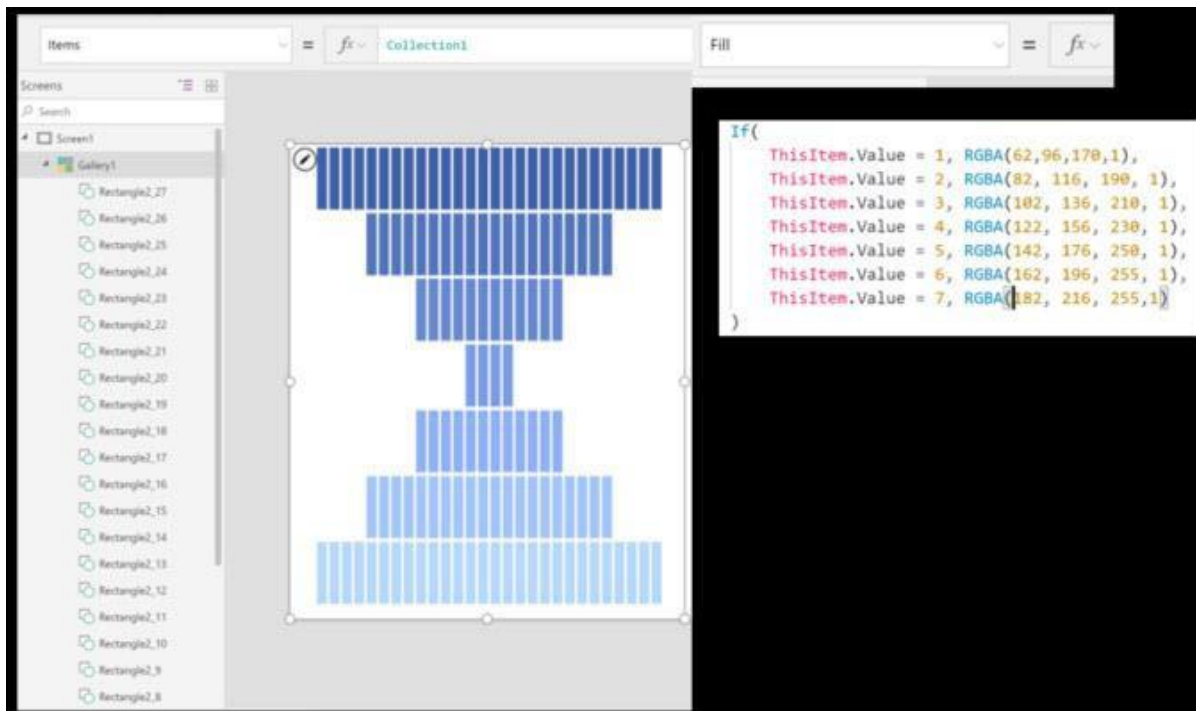 Items
=
fx
Collection1
Fill
=
fx
Screens
Search
Screen1
Gallery1
Rectangle2_27
Rectangle2_26
Rectangle2_25
Rectangle2_24
Rectangle2_23
Rectangle2_22
Rectangle2_21
Rectangle2_20
Rectangle2_19
Rectangle2_18
Rectangle2_17
Rectangle2_16
Rectangle2_15
Rectangle2_14
Rectangle2_13
Rectangle2_12
Rectangle2_11
Rectangle2_10
Rectangle2_9
Rectangle2_8
If(
ThisItem.Value = 1, RGBA(62,96,170,1),
ThisItem.Value = 2, RGBA(82, 116, 190, 1),
ThisItem.Value = 3, RGBA(102, 136, 210, 1),
ThisItem.Value = 4, RGBA(122, 156, 230, 1),
ThisItem.Value = 5, RGBA(142, 176, 250, 1),
ThisItem.Value = 6, RGBA(162, 196, 255, 1),
ThisItem.Value = 7, RGBA(182, 216, 255,1)
)